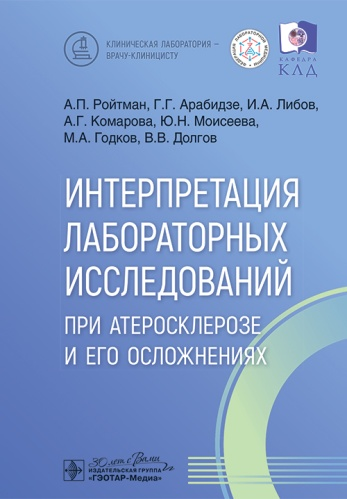 КЛИНИЧЕСКАЯ ЛАБОРАТОРИЯ –
ВРАЧУ-КЛИНИЦИСТУ
КАФЕДРА
КЛД
А.П. Ройтман, Г.Г. Арабидзе, И.А. Либов,
А.Г. Комарова, Ю.Н. Моисеева,
М.А. Годков, В.В. Долгов
ИНТЕРПРЕТАЦИЯ
ЛАБОРАТОРНЫХ
ИССЛЕДОВАНИЙ
ПРИ АТЕРОСКЛЕРОЗЕ
И ЕГО ОСЛОЖНЕНИЯХ
30 лет с Вами
ИЗДАТЕЛЬСКАЯ ГРУППА
«ГЭОТАР-Медиа»